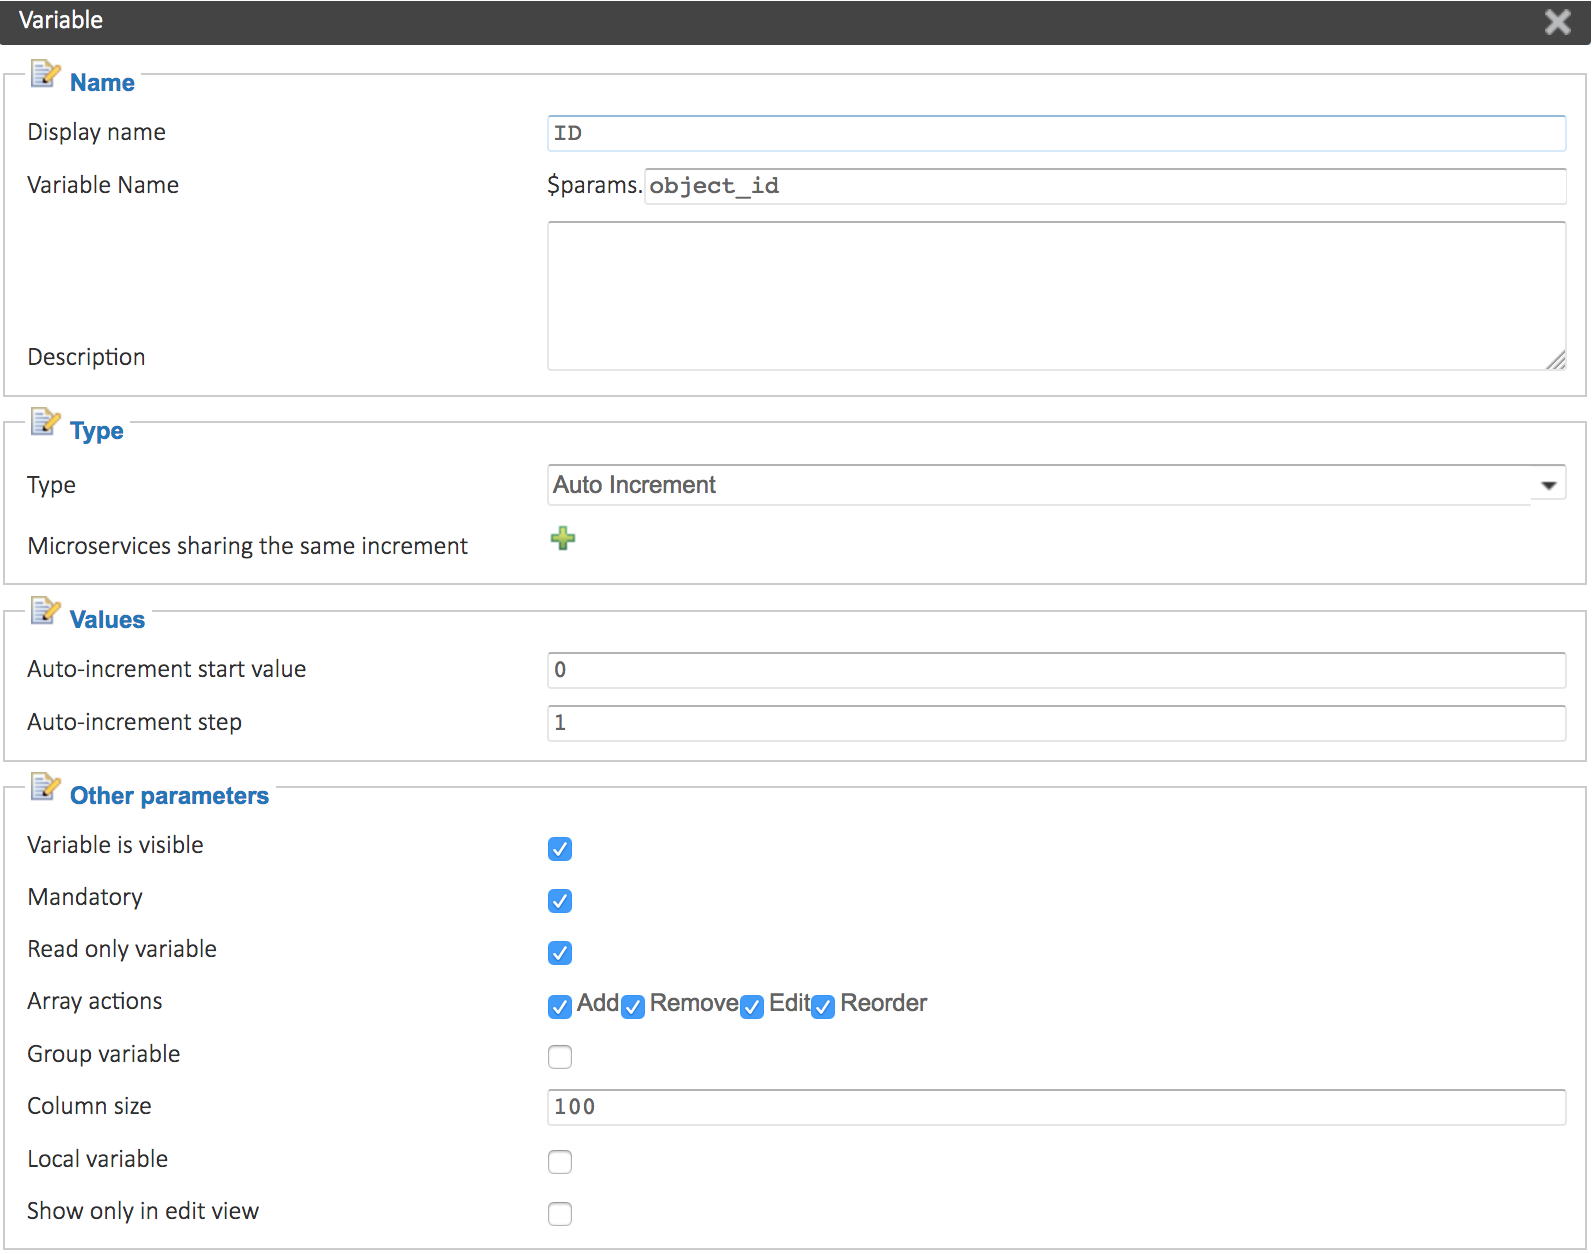 Variable
Name
Display name
ID
Variable Name
$params.
object_id
Description
Type
Type
Auto Increment
Microservices sharing the same increment
Values
Auto-increment start value
0
Auto-increment step
1
Other parameters
Variable is visible
Mandatory
Read only variable
Array actions
Add Remove Edit Reorder
Group variable
Column size
100
Local variable
Show only in edit view